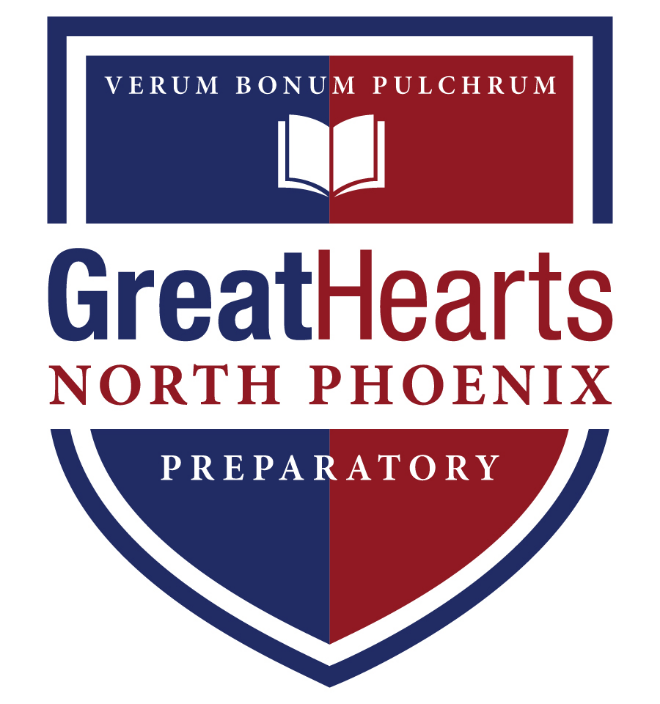 VERUM BONUM PULCHRUM
GreatHearts
NORTH PHOENIX
PREPARATORY